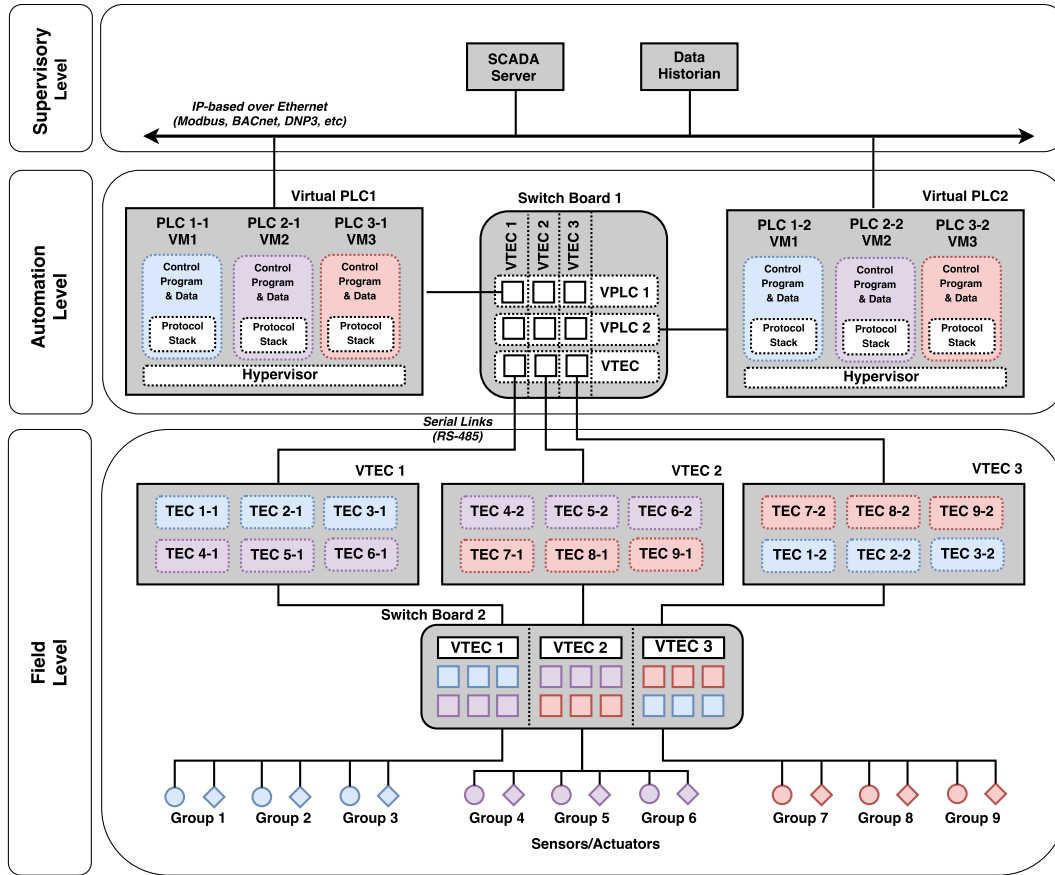 Supervisory
Level
SCADA
Server
Data
Historian
IP-based over Ethernet
(Modbus, BACnet, DNP3, etc)
Automation
Level
Virtual PLC1
PLC 1-1
VM1
PLC 2-1
VM2
PLC 3-1
VM3
Control
Program
& Data
Protocol
Stack
Control
Program
& Data
Protocol
Stack
Control
Program
& Data
Protocol
Stack
Hypervisor
Switch Board 1
VTEC 1
VTEC 2
VTEC 3
VPLC 1
VPLC 2
VTEC
Virtual PLC2
PLC 1-2
VM1
PLC 2-2
VM2
PLC 3-2
VM3
Control
Program
& Data
Protocol
Stack
Control
Program
& Data
Protocol
Stack
Control
Program
& Data
Protocol
Stack
Hypervisor
Field
Level
Serial Links
(RS-485)
VTEC 1
TEC 1-1 TEC 2-1 TEC 3-1
TEC 4-1 TEC 5-1 TEC 6-1
VTEC 2
TEC 4-2 TEC 5-2 TEC 6-2
TEC 7-1 TEC 8-1 TEC 9-1
VTEC 3
TEC 7-2 TEC 8-2 TEC 9-2
TEC 1-2 TEC 2-2 TEC 3-2
Switch Board 2
VTEC 1 VTEC 2 VTEC 3
Group 1 Group 2 Group 3 Group 4 Group 5 Group 6 Group 7 Group 8 Group 9
Sensors/Actuators